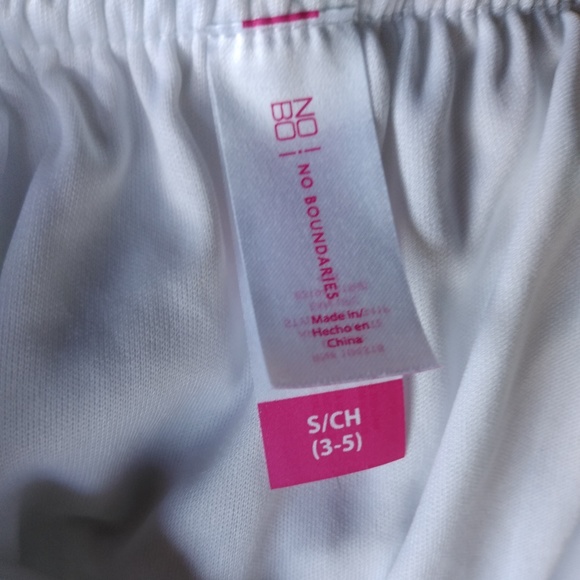 NO!
BO!
NO BOUNDARIES
Made in/
Hecho en
China
S/CH
(3-5)